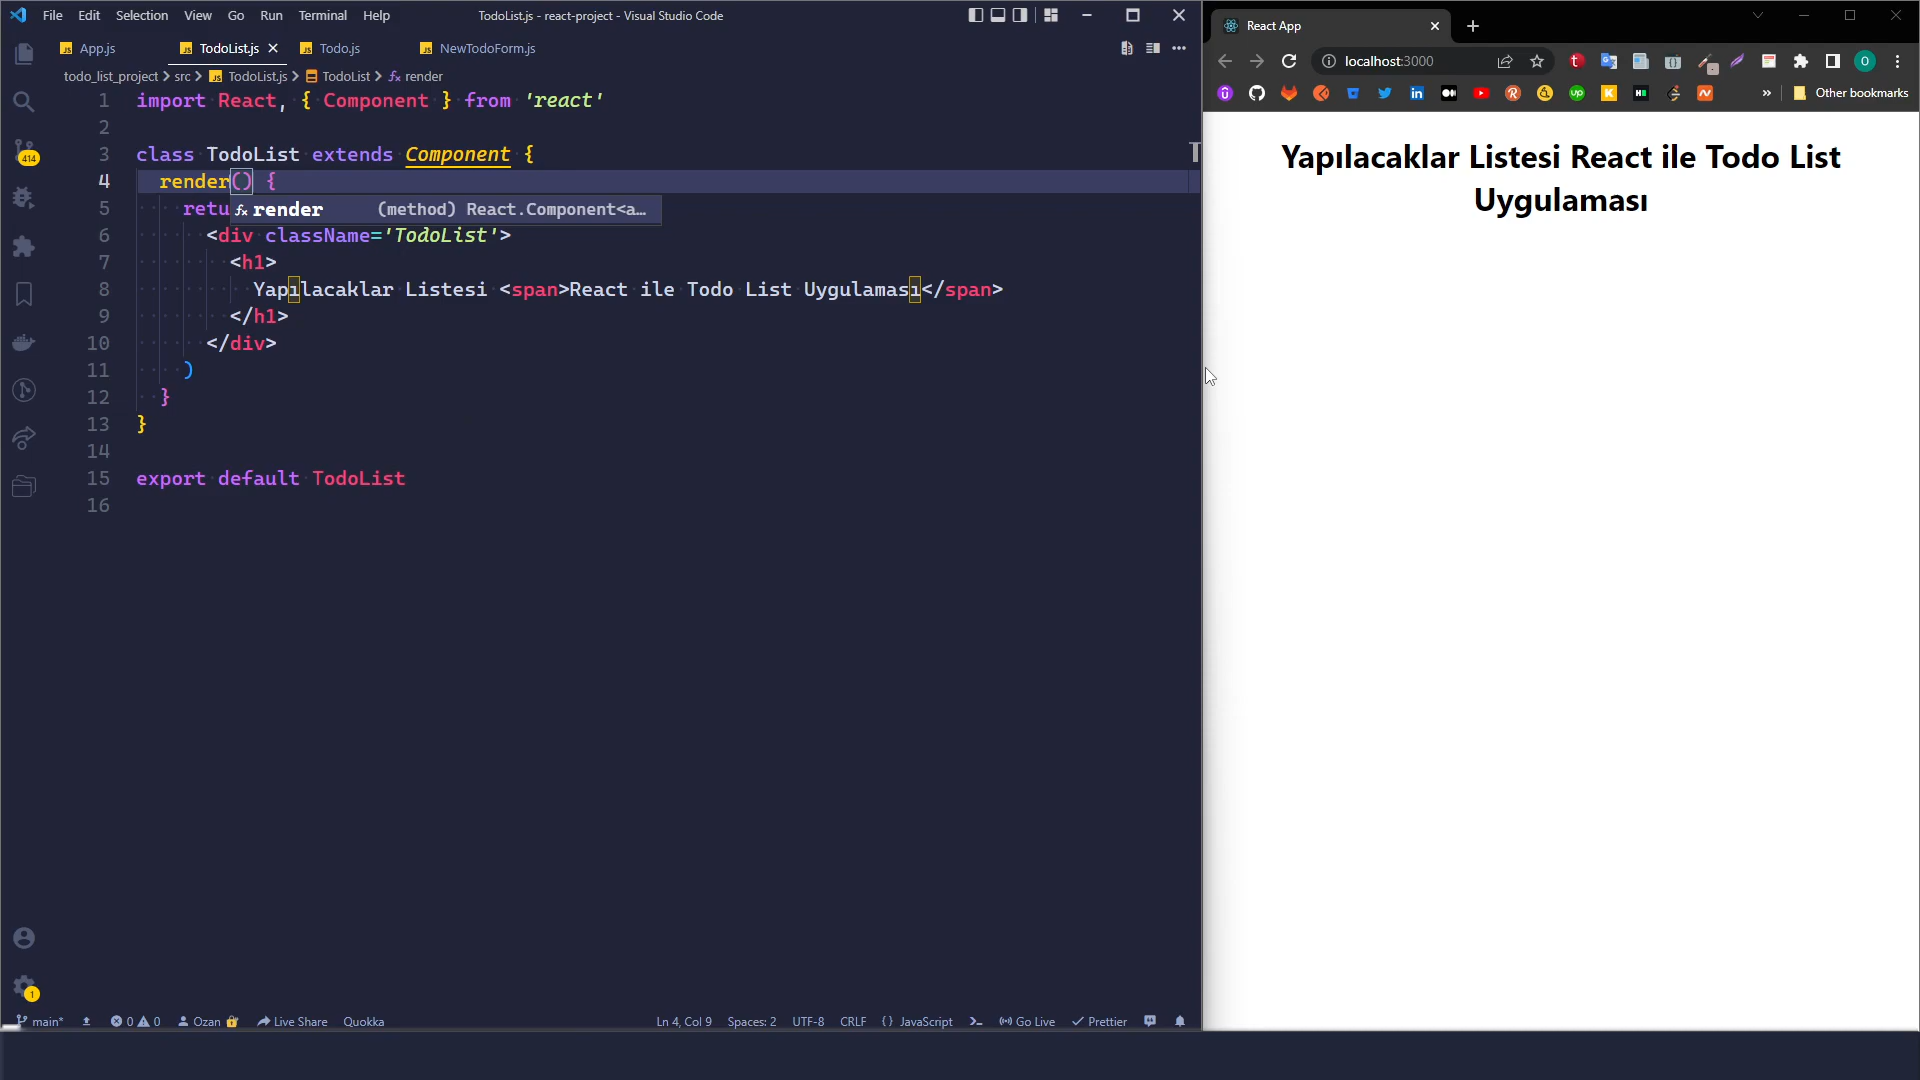 File Edit Selection View Go Run Terminal Help
TodoList.js - react-project - Visual Studio Code
App.js
TodoList.js
Todo.js
NewTodoForm.js
todo_list_project > src > TodoList.js > TodoList > render
1 import React, { Component } from 'react'
2
3 class TodoList extends Component {
4 render() {
5 retu
render (method) React.Component<a…
6 <div className='TodoList'>
7 <h1>
8 Yapılacaklar Listesi <span>React ile Todo List Uygulaması</span>
9 </h1>
10 </div>
11 )
12 }
13 }
14
15 export default TodoList
16
414
1
main* 0 0 Ozan Live Share Quokka
Ln 4, Col 9 Spaces: 2 UTF-8 CRLF {} JavaScript Go Live Prettier
React App
localhost:3000
O
Other bookmarks
Yapılacaklar Listesi React ile Todo List
Uygulaması